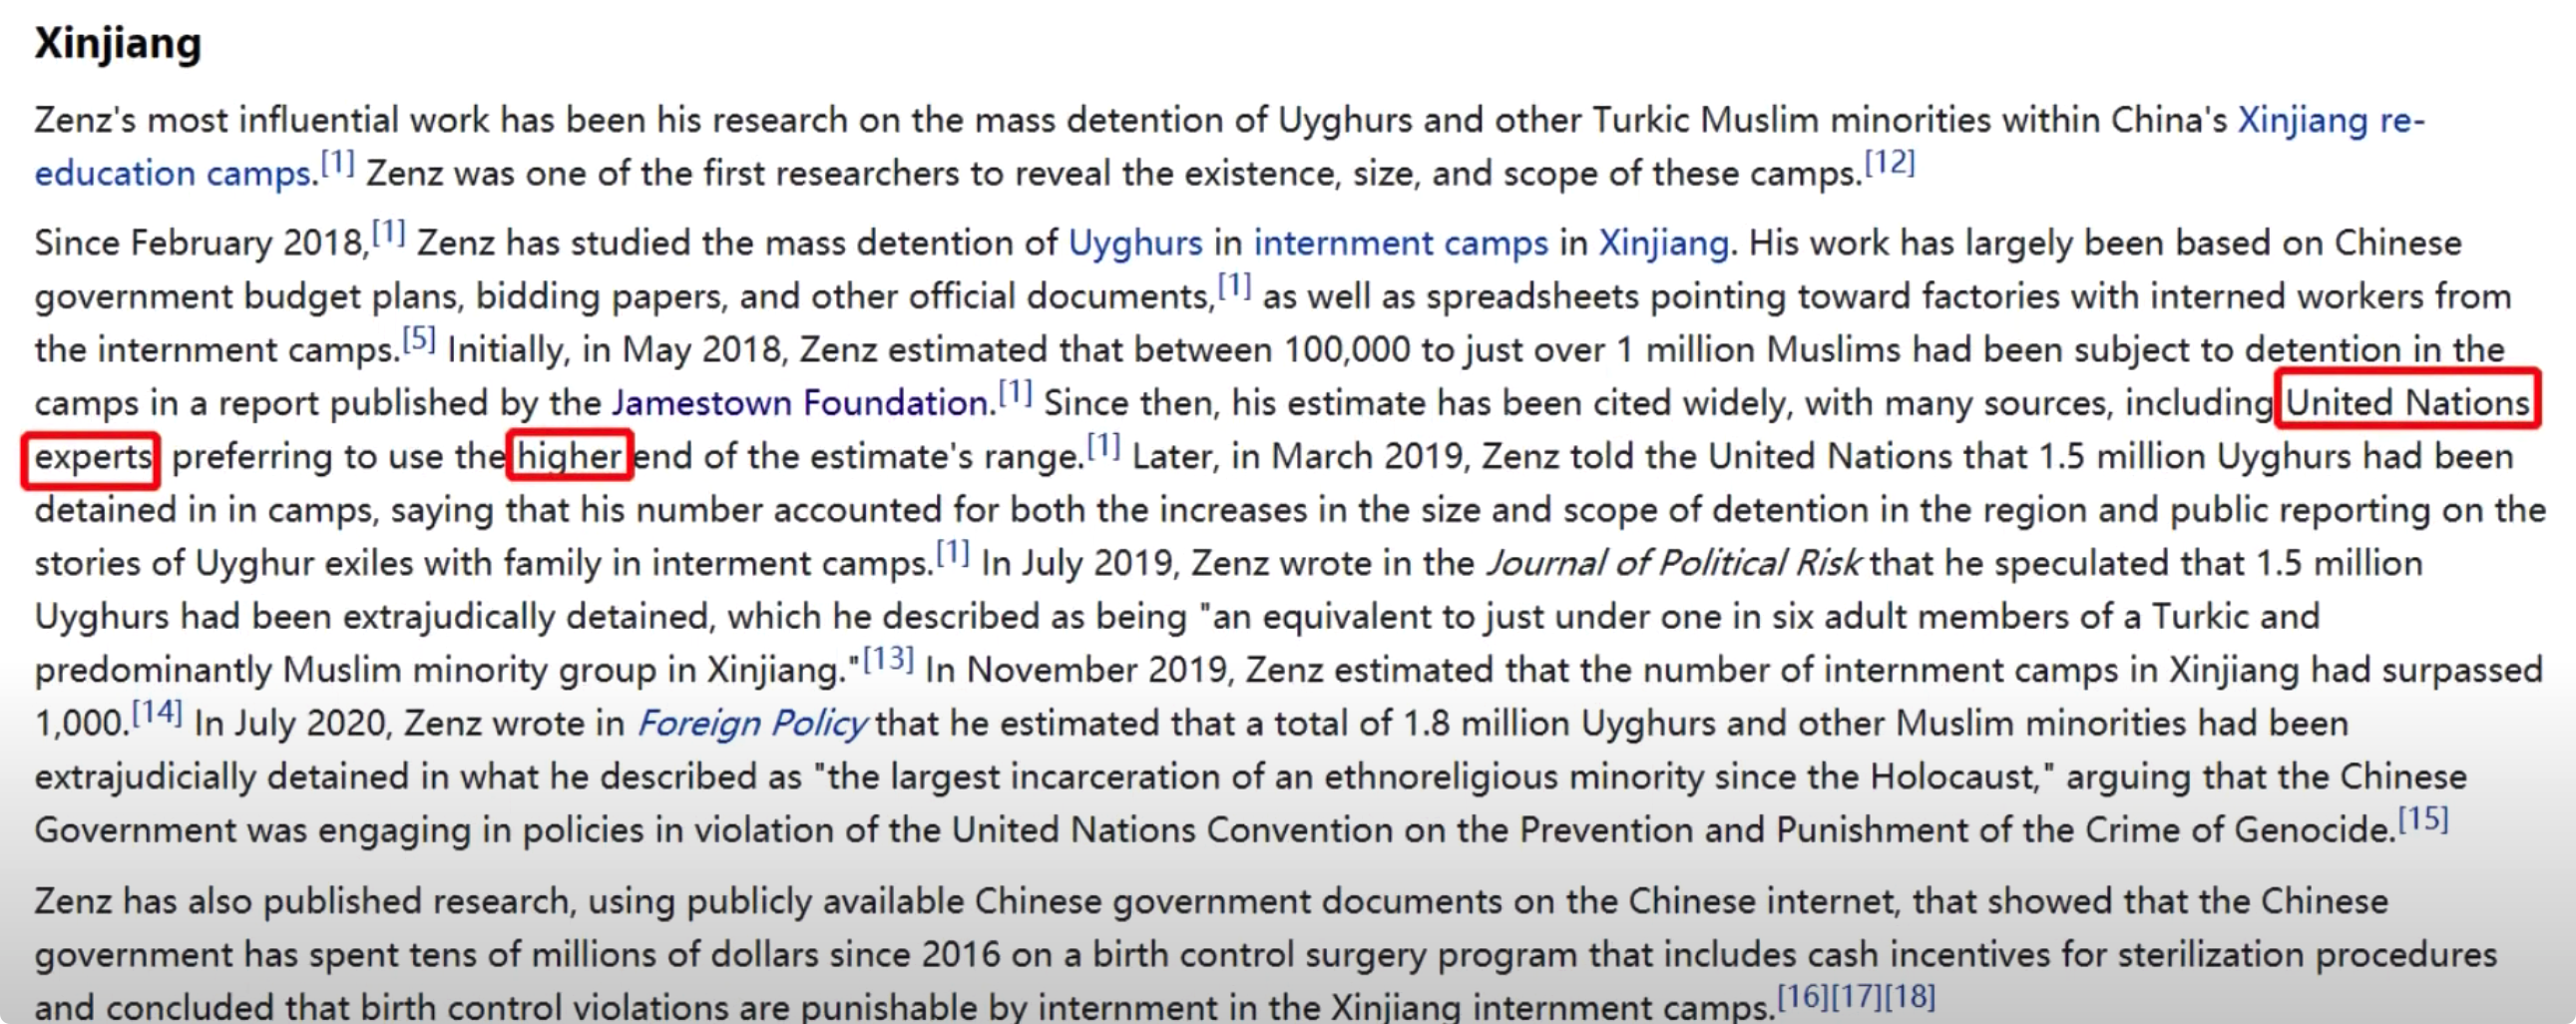 Xinjiang
Zenz's most influential work has been his research on the mass detention of Uyghurs and other Turkic Muslim minorities within China's Xinjiang re-
education camps.[1] Zenz was one of the first researchers to reveal the existence, size, and scope of these camps.[12]
Since February 2018,[1] Zenz has studied the mass detention of Uyghurs in internment camps in Xinjiang. His work has largely been based on Chinese
government budget plans, bidding papers, and other official documents,[1] as well as spreadsheets pointing toward factories with interned workers from
the internment camps.[5] Initially, in May 2018, Zenz estimated that between 100,000 to just over 1 million Muslims had been subject to detention in the
camps in a report published by the Jamestown Foundation.[1] Since then, his estimate has been cited widely, with many sources, including United Nations
experts preferring to use the higher end of the estimate's range.[1] Later, in March 2019, Zenz told the United Nations that 1.5 million Uyghurs had been
detained in in camps, saying that his number accounted for both the increases in the size and scope of detention in the region and public reporting on the
stories of Uyghur exiles with family in interment camps.[1] In July 2019, Zenz wrote in the Journal of Political Risk that he speculated that 1.5 million
Uyghurs had been extrajudically detained, which he described as being "an equivalent to just under one in six adult members of a Turkic and
predominantly Muslim minority group in Xinjiang."[13] In November 2019, Zenz estimated that the number of internment camps in Xinjiang had surpassed
1,000.[14] In July 2020, Zenz wrote in Foreign Policy that he estimated that a total of 1.8 million Uyghurs and other Muslim minorities had been
extrajudicially detained in what he described as "the largest incarceration of an ethnoreligious minority since the Holocaust," arguing that the Chinese
Government was engaging in policies in violation of the United Nations Convention on the Prevention and Punishment of the Crime of Genocide.[15]
Zenz has also published research, using publicly available Chinese government documents on the Chinese internet, that showed that the Chinese
government has spent tens of millions of dollars since 2016 on a birth control surgery program that includes cash incentives for sterilization procedures
and concluded that birth control violations are punishable by internment in the Xinjiang internment camps.[16][17][18]